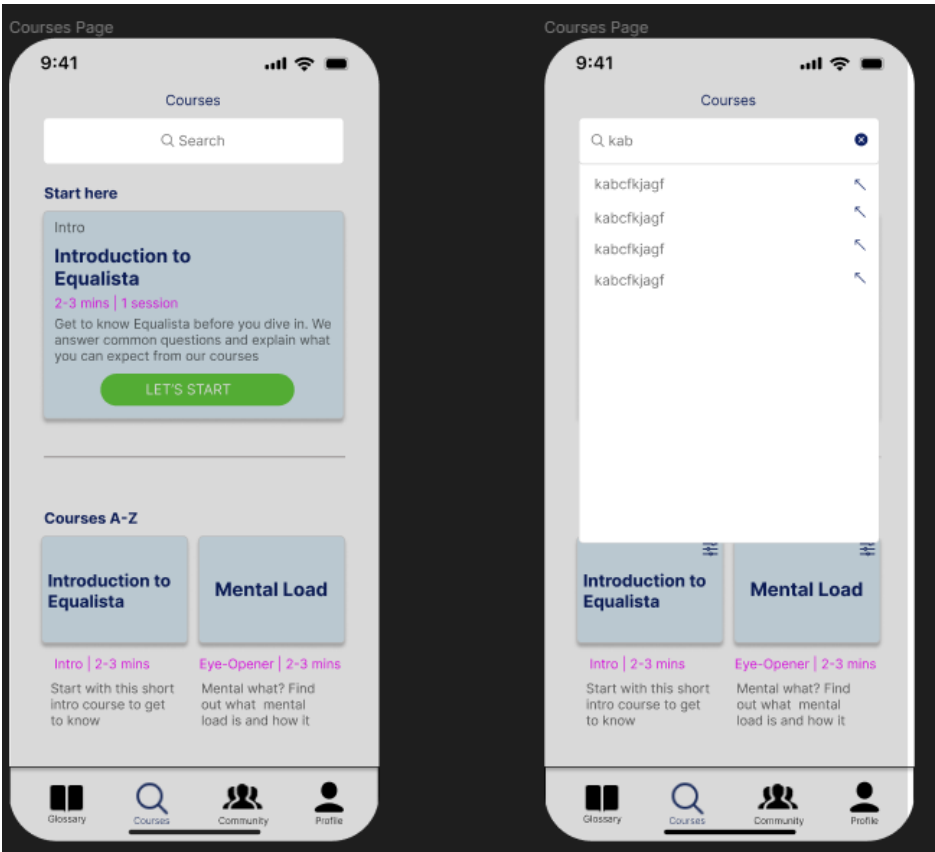 Courses Page
9:41
Courses
Search
Start here
Intro
Introduction to
Equalista
2-3 mins | 1 session
Get to know Equalista before you dive in. We
answer common questions and explain what
you can expect from our courses
LET'S START
Courses A-Z
Introduction to
Equalista
Mental Load
Intro | 2-3 mins
Eye-Opener | 2-3 mins
Start with this short
intro course to get
to know
Mental what? Find
out what mental
load is and how it
Glossary
Courses
Community
Profile
Courses Page
9:41
Courses
kab
kabcfkjagf
kabcfkjagf
kabcfkjagf
kabcfkjagf
Introduction to
Equalista
Mental Load
Intro | 2-3 mins
Eye-Opener | 2-3 mins
Start with this short
intro course to get
to know
Mental what? Find
out what mental
load is and how it
Glossary
Courses
Community
Profile